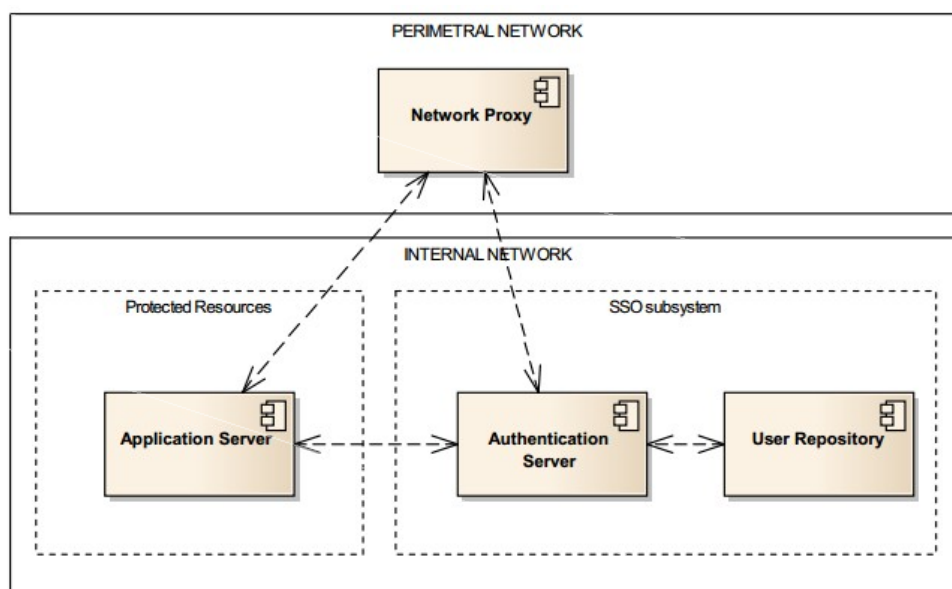 PERIMETRAL NETWORK
Network Proxy
INTERNAL NETWORK
Protected Resources
SSO subsystem
Application Server
Authentication
Server
User Repository